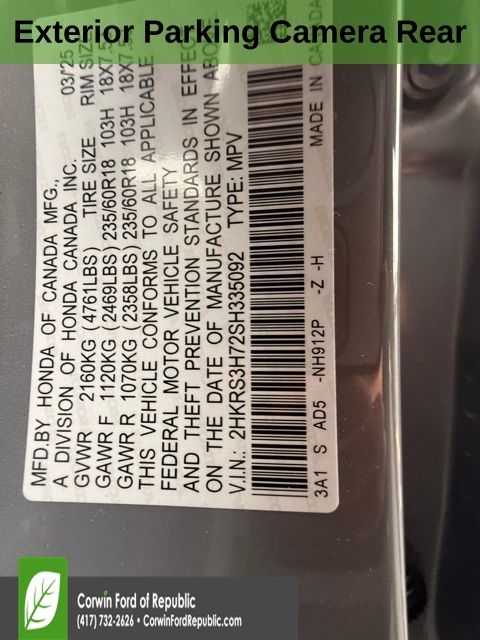 Exterior Parking Camera Rear
MFD.BY HONDA OF CANADA MFG., 03/25
A DIVISION OF HONDA CANADA INC.
GVWR 2160KG (4761LBS) TIRE SIZE RIM SIZE
GAWR F 1120KG (2469LBS) 235/60R18 103H 18X7.5
GAWR R 1070KG (2358LBS) 235/60R18 103H 18X7.5
THIS VEHICLE CONFORMS TO ALL APPLICABLE
FEDERAL MOTOR VEHICLE SAFETY
AND THEFT PREVENTION STANDARDS IN EFFECT
ON THE DATE OF MANUFACTURE SHOWN ABOVE.
V.I.N.: 2HKRS3H72SH335092 TYPE: MPV
3A1 S AD5 -NH912P -Z -H MADE IN CANADA
Corwin Ford of Republic
(417) 732-2626 • CorwinFordRepublic.com